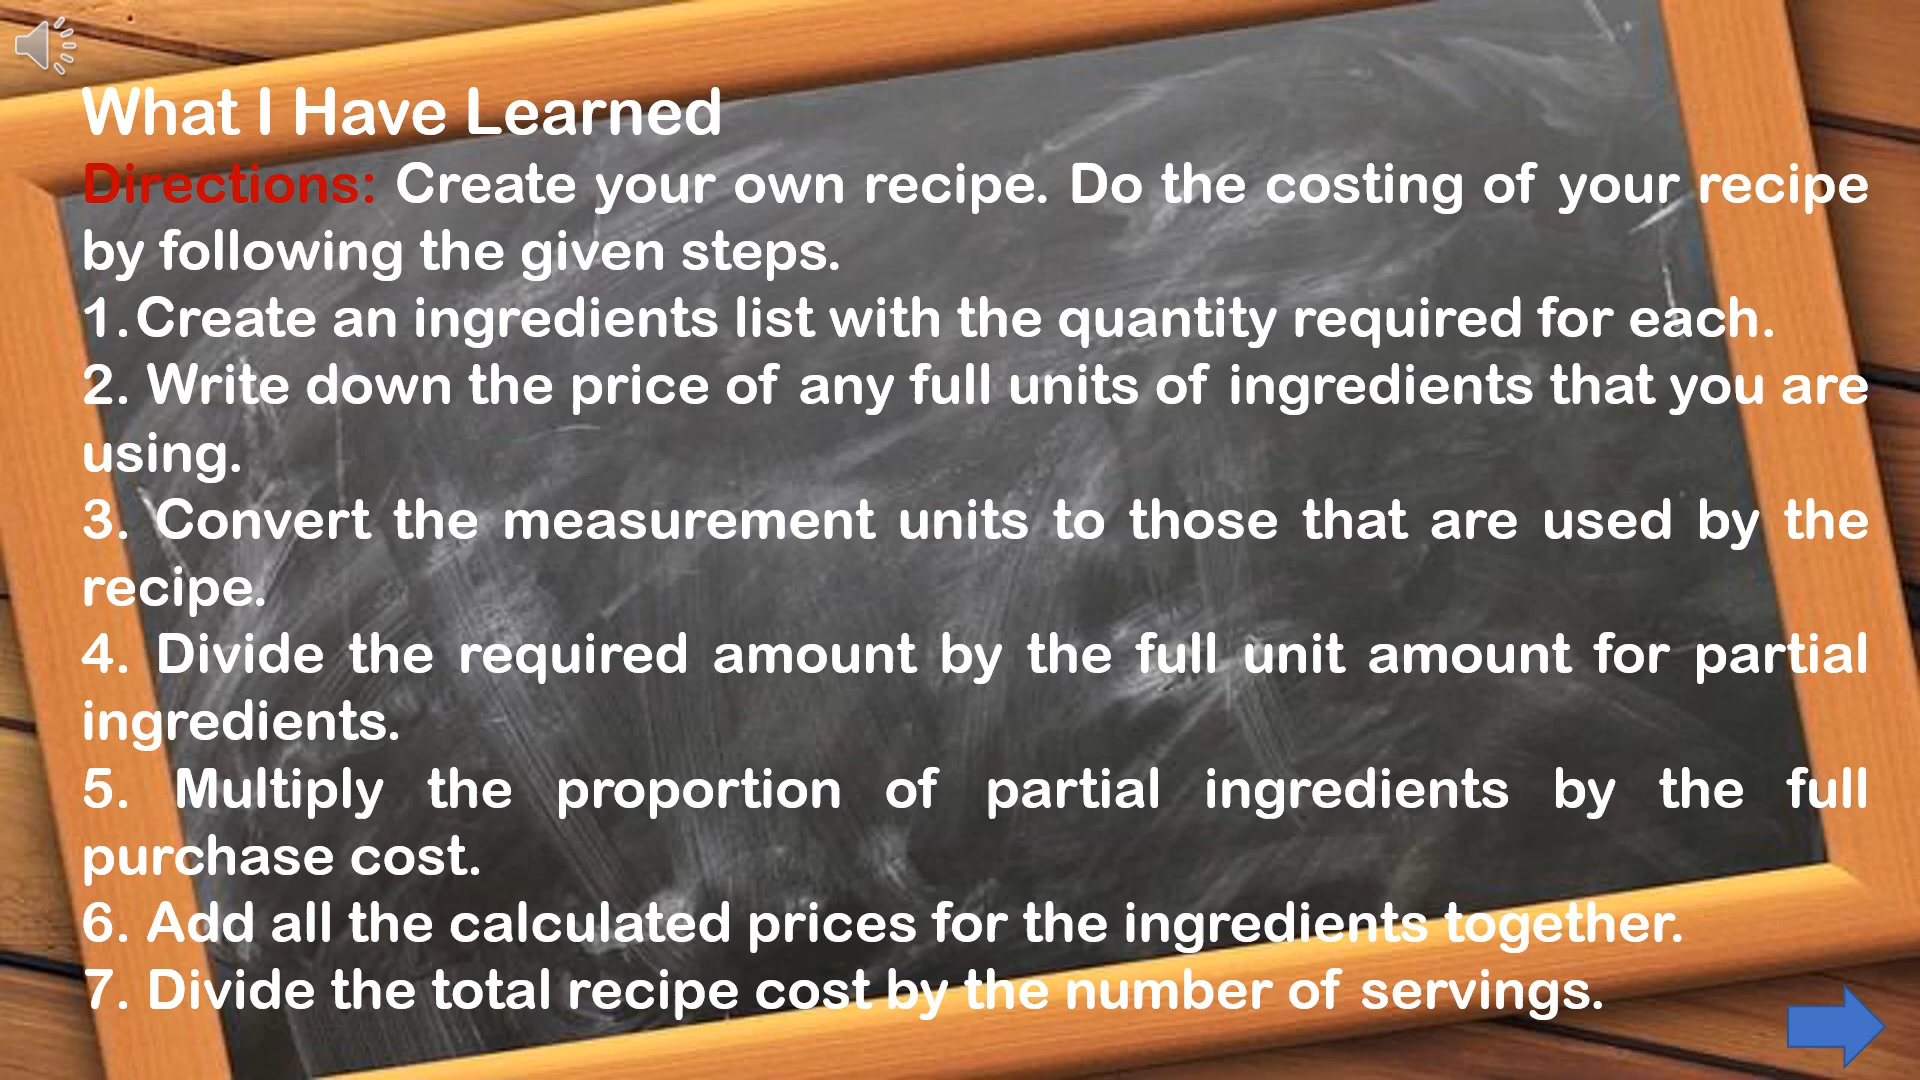 What I Have Learned
Directions: Create your own recipe. Do the costing of your recipe
by following the given steps.
1. Create an ingredients list with the quantity required for each.
2. Write down the price of any full units of ingredients that you are
using.
3. Convert the measurement units to those that are used by the
recipe.
4. Divide the required amount by the full unit amount for partial
ingredients.
5. Multiply the proportion of partial ingredients by the full
purchase cost.
6. Add all the calculated prices for the ingredients together.
7. Divide the total recipe cost by the number of servings.